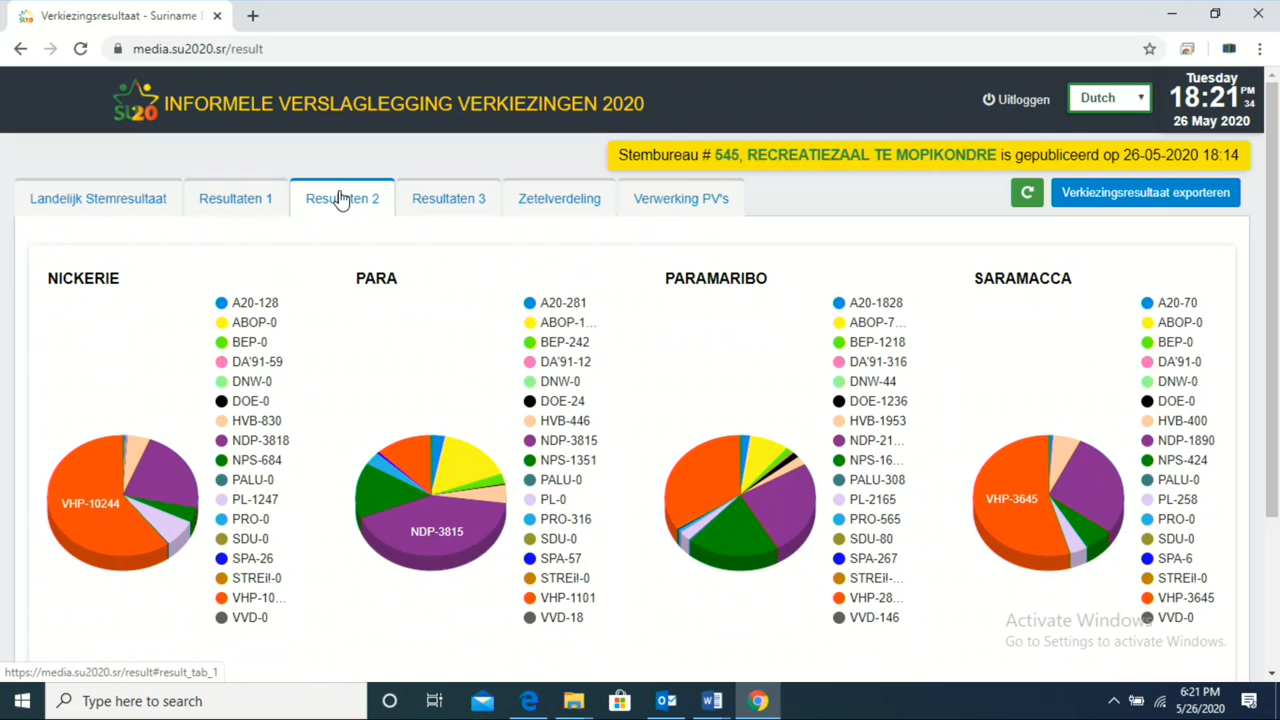 Verkiezingsresultaat - Suriname E
media.su2020.sr/result
SU20
INFORMELE VERSLAGLEGGING VERKIEZINGEN 2020
Uitloggen
Dutch
Tuesday
18:21 PM 34
26 May 2020
Stembureau # 545, RECREATIEZAAL TE MOPIKONDRE is gepubliceerd op 26-05-2020 18:14
Landelijk Stemresultaat
Resultaten 1
Resultaten 2
Resultaten 3
Zetelverdeling
Verwerking PV's
Verkiezingsresultaat exporteren
NICKERIE
A20-128
ABOP-0
BEP-0
DA'91-59
DNW-0
DOE-0
HVB-830
NDP-3818
NPS-684
PALU-0
PL-1247
PRO-0
SDU-0
SPA-26
STREI!-0
VHP-10...
VVD-0
VHP-10244
PARA
A20-281
ABOP-1...
BEP-242
DA'91-12
DNW-0
DOE-24
HVB-446
NDP-3815
NPS-1351
PALU-0
PL-0
PRO-316
SDU-0
SPA-57
STREI!-0
VHP-1101
VVD-18
NDP-3815
PARAMARIBO
A20-1828
ABOP-7...
BEP-1218
DA'91-316
DNW-44
DOE-1236
HVB-1953
NDP-21...
NPS-16...
PALU-308
PL-2165
PRO-565
SDU-80
SPA-267
STREI!-...
VHP-28...
VVD-146
SARAMACCA
A20-70
ABOP-0
BEP-0
DA'91-0
DNW-0
DOE-0
HVB-400
NDP-1890
NPS-424
PALU-0
PL-258
PRO-0
SDU-0
SPA-6
STREI!-0
VHP-3645
VVD-0
VHP-3645
Activate Windows
Go to Settings to activate Windows.
https://media.su2020.sr/result#result_tab_1
Type here to search
6:21 PM
5/26/2020